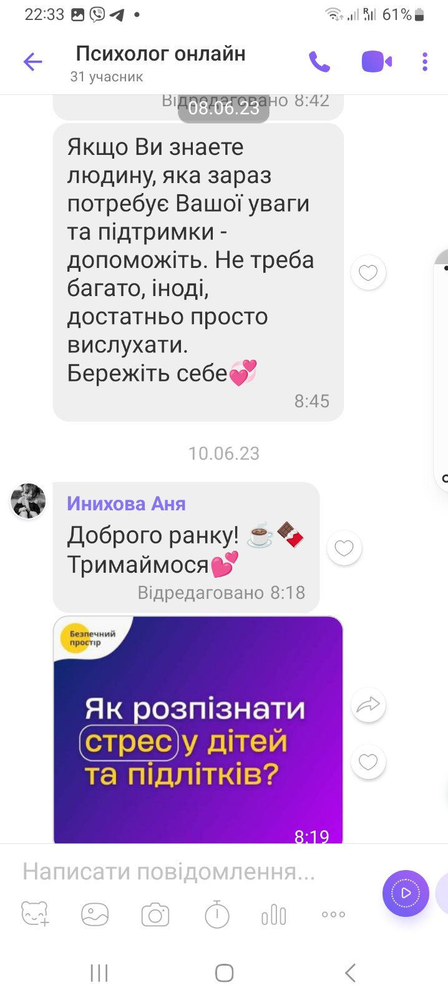 22:33
61%
Психолог онлайн
31 учасник
Відредаговано 8:42
08.06.23
Якщо Ви знаете
людину, яка зараз
потребує Вашої уваги
та підтримки -
допоможіть. Не треба
багато, іноді,
достатньо просто
вислухати.
Бережіть себе💞
8:45
10.06.23
Инихова Аня
Доброго ранку! ☕🍫
Тримаймося💕
Відредаговано 8:18
Безпечний
простір
Як розпізнати
стрес у дітей
та підлітків?
8:19
Написати повідомлення...